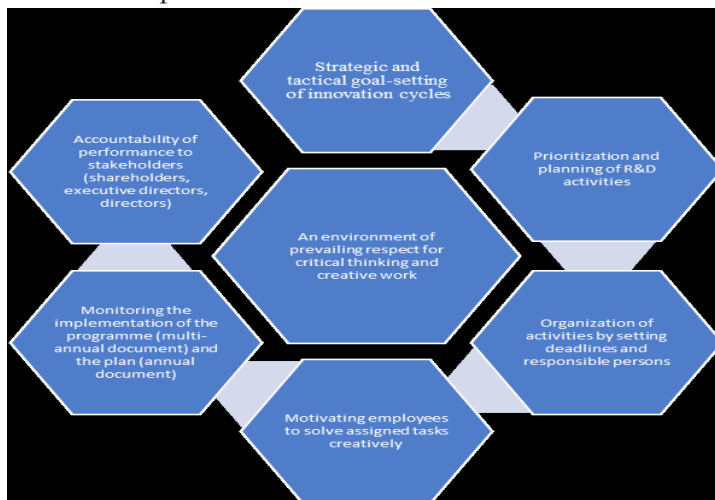 Strategic and
tactical goal-setting
of innovation cycles
Prioritization and
planning of R&D
activities
Organization of
activities by setting
deadlines and
responsible persons
Motivating employees
to solve assigned tasks
creatively
Monitoring the
implementation of the
programme (multi-
annual document) and
the plan (annual
document)
Accountability of
performance to
stakeholders
(shareholders,
executive directors,
directors)
An environment of
prevailing respect for
critical thinking and
creative work